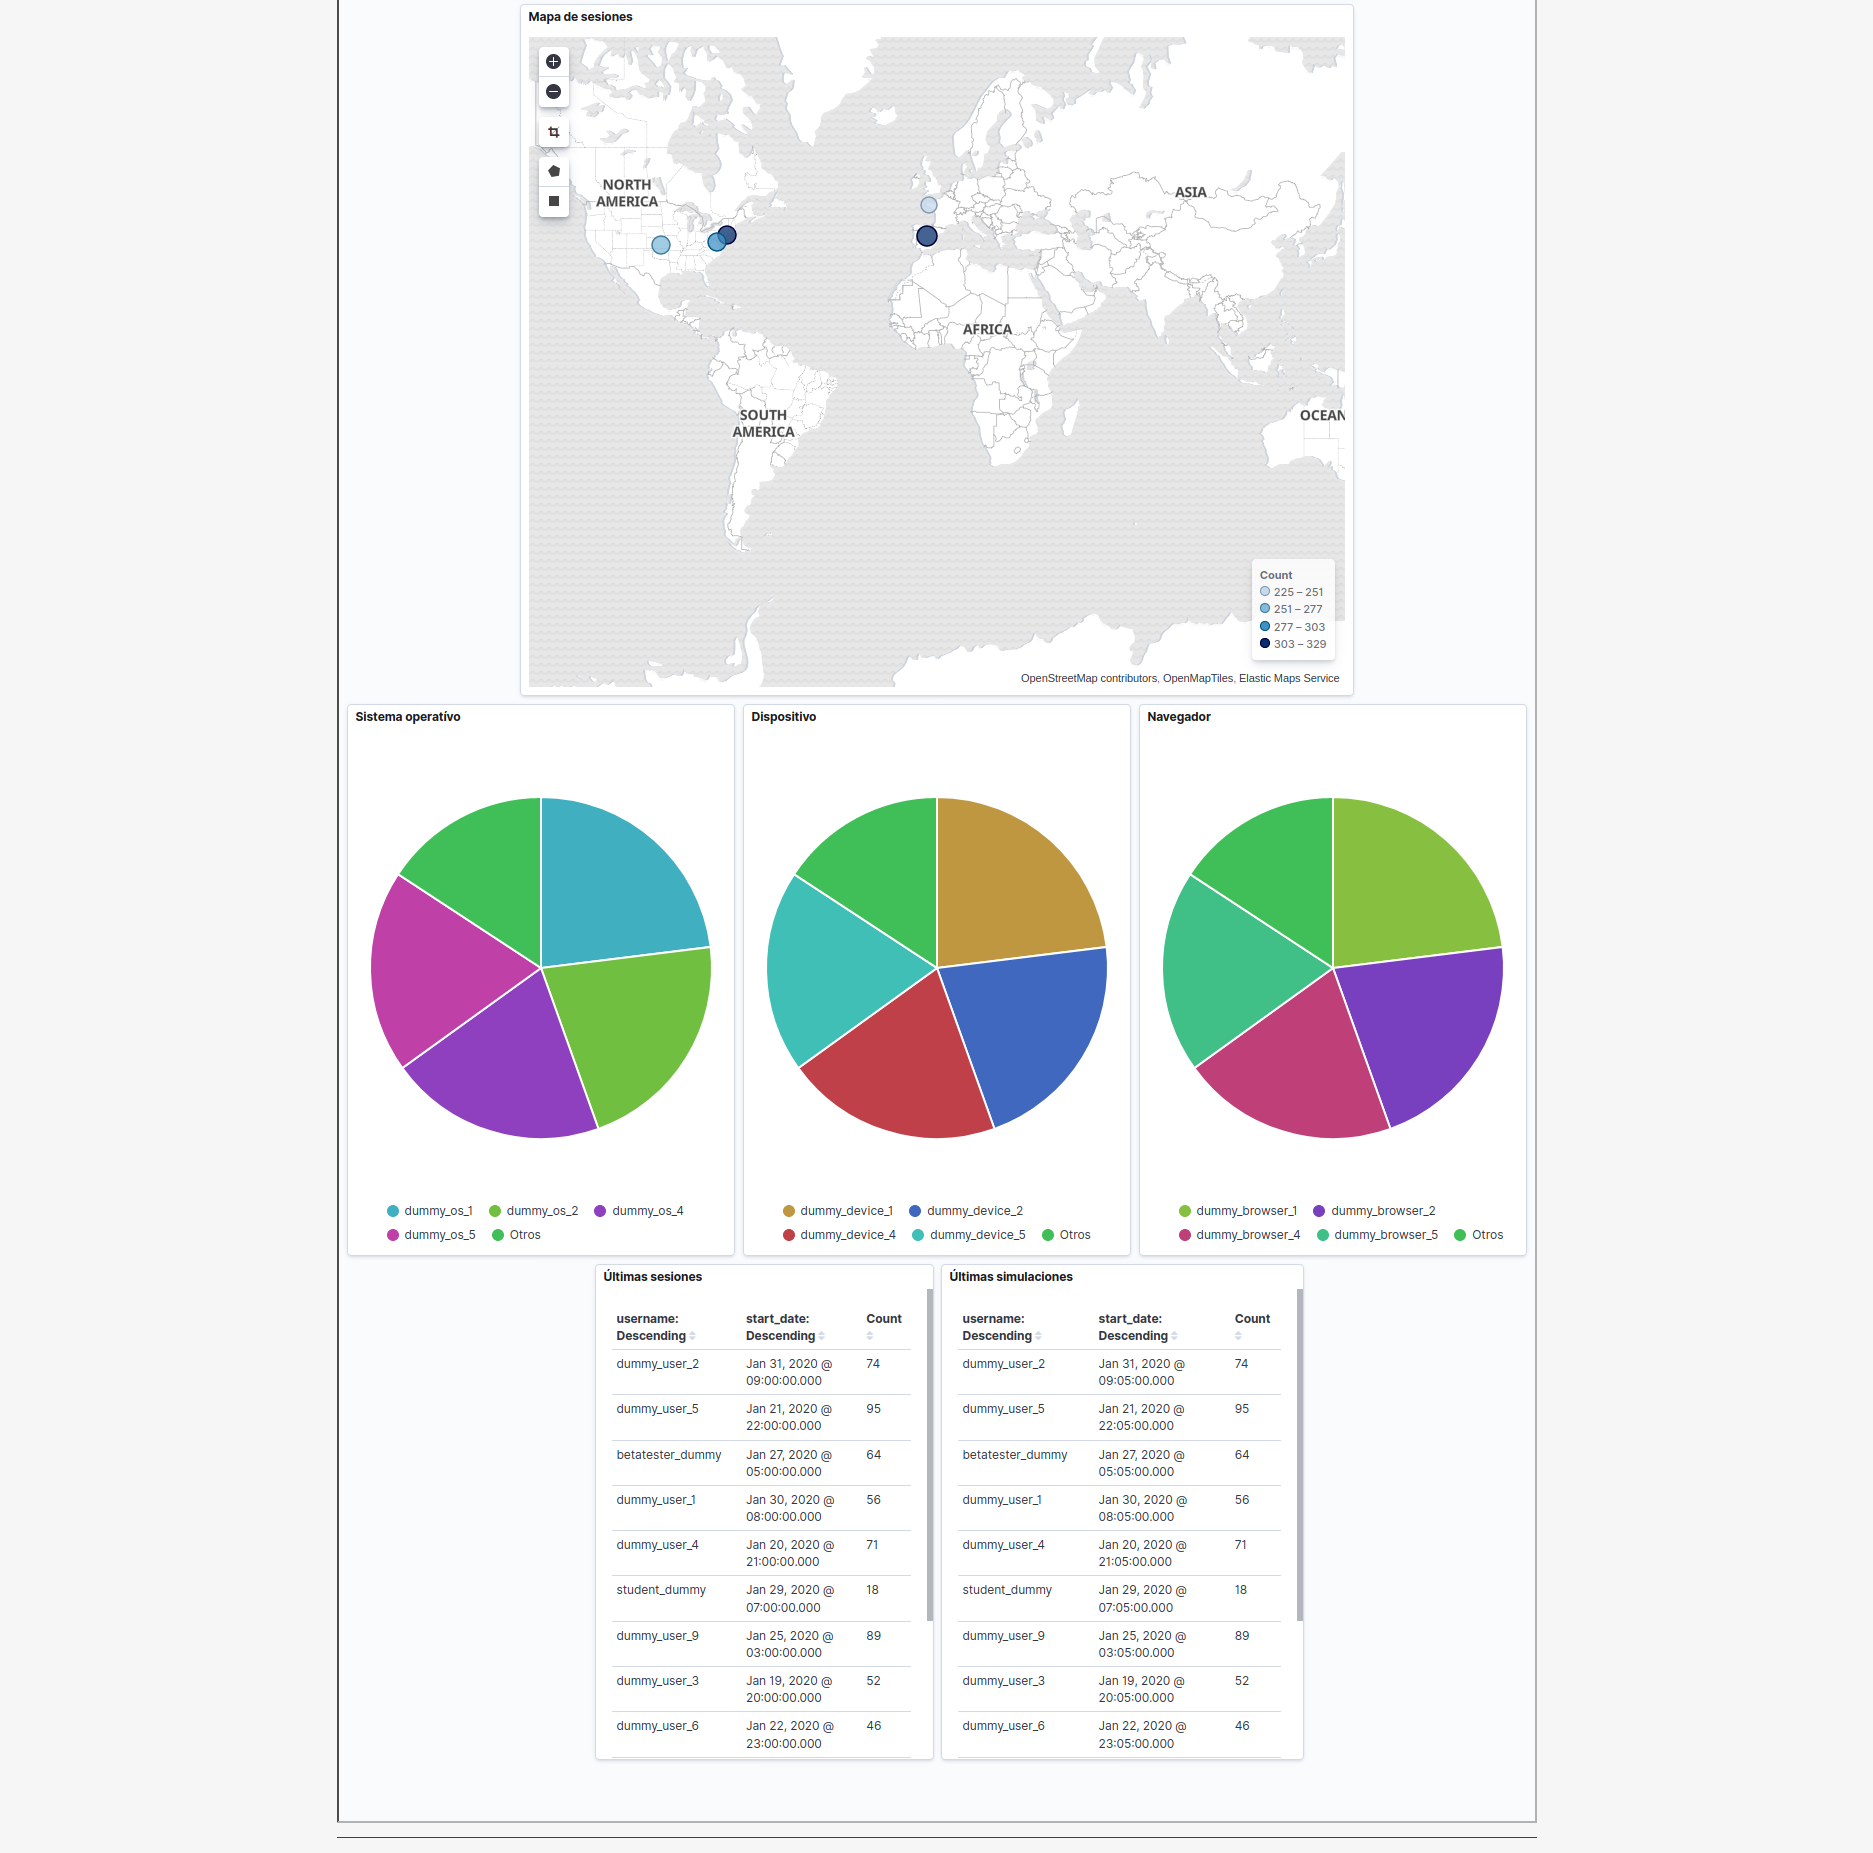 Mapa de sesiones
NORTH
AMERICA
ASIA
AFRICA
SOUTH
AMERICA
OCEAN
Count
225 – 251
251 – 277
277 – 303
303 – 329
OpenStreetMap contributors, OpenMapTiles, Elastic Maps Service
Sistema operatívo
dummy_os_1 dummy_os_2 dummy_os_4
dummy_os_5 Otros
Dispositivo
dummy_device_1 dummy_device_2
dummy_device_4 dummy_device_5 Otros
Navegador
dummy_browser_1 dummy_browser_2
dummy_browser_4 dummy_browser_5 Otros
Últimas sesiones
username: start_date: Count
Descending Descending
dummy_user_2 Jan 31, 2020 @ 74
09:00:00.000
dummy_user_5 Jan 21, 2020 @ 95
22:00:00.000
betatester_dummy Jan 27, 2020 @ 64
05:00:00.000
dummy_user_1 Jan 30, 2020 @ 56
08:00:00.000
dummy_user_4 Jan 20, 2020 @ 71
21:00:00.000
student_dummy Jan 29, 2020 @ 18
07:00:00.000
dummy_user_9 Jan 25, 2020 @ 89
03:00:00.000
dummy_user_3 Jan 19, 2020 @ 52
20:00:00.000
dummy_user_6 Jan 22, 2020 @ 46
23:00:00.000
Últimas simulaciones
username: start_date: Count
Descending Descending
dummy_user_2 Jan 31, 2020 @ 74
09:05:00.000
dummy_user_5 Jan 21, 2020 @ 95
22:05:00.000
betatester_dummy Jan 27, 2020 @ 64
05:05:00.000
dummy_user_1 Jan 30, 2020 @ 56
08:05:00.000
dummy_user_4 Jan 20, 2020 @ 71
21:05:00.000
student_dummy Jan 29, 2020 @ 18
07:05:00.000
dummy_user_9 Jan 25, 2020 @ 89
03:05:00.000
dummy_user_3 Jan 19, 2020 @ 52
20:05:00.000
dummy_user_6 Jan 22, 2020 @ 46
23:05:00.000